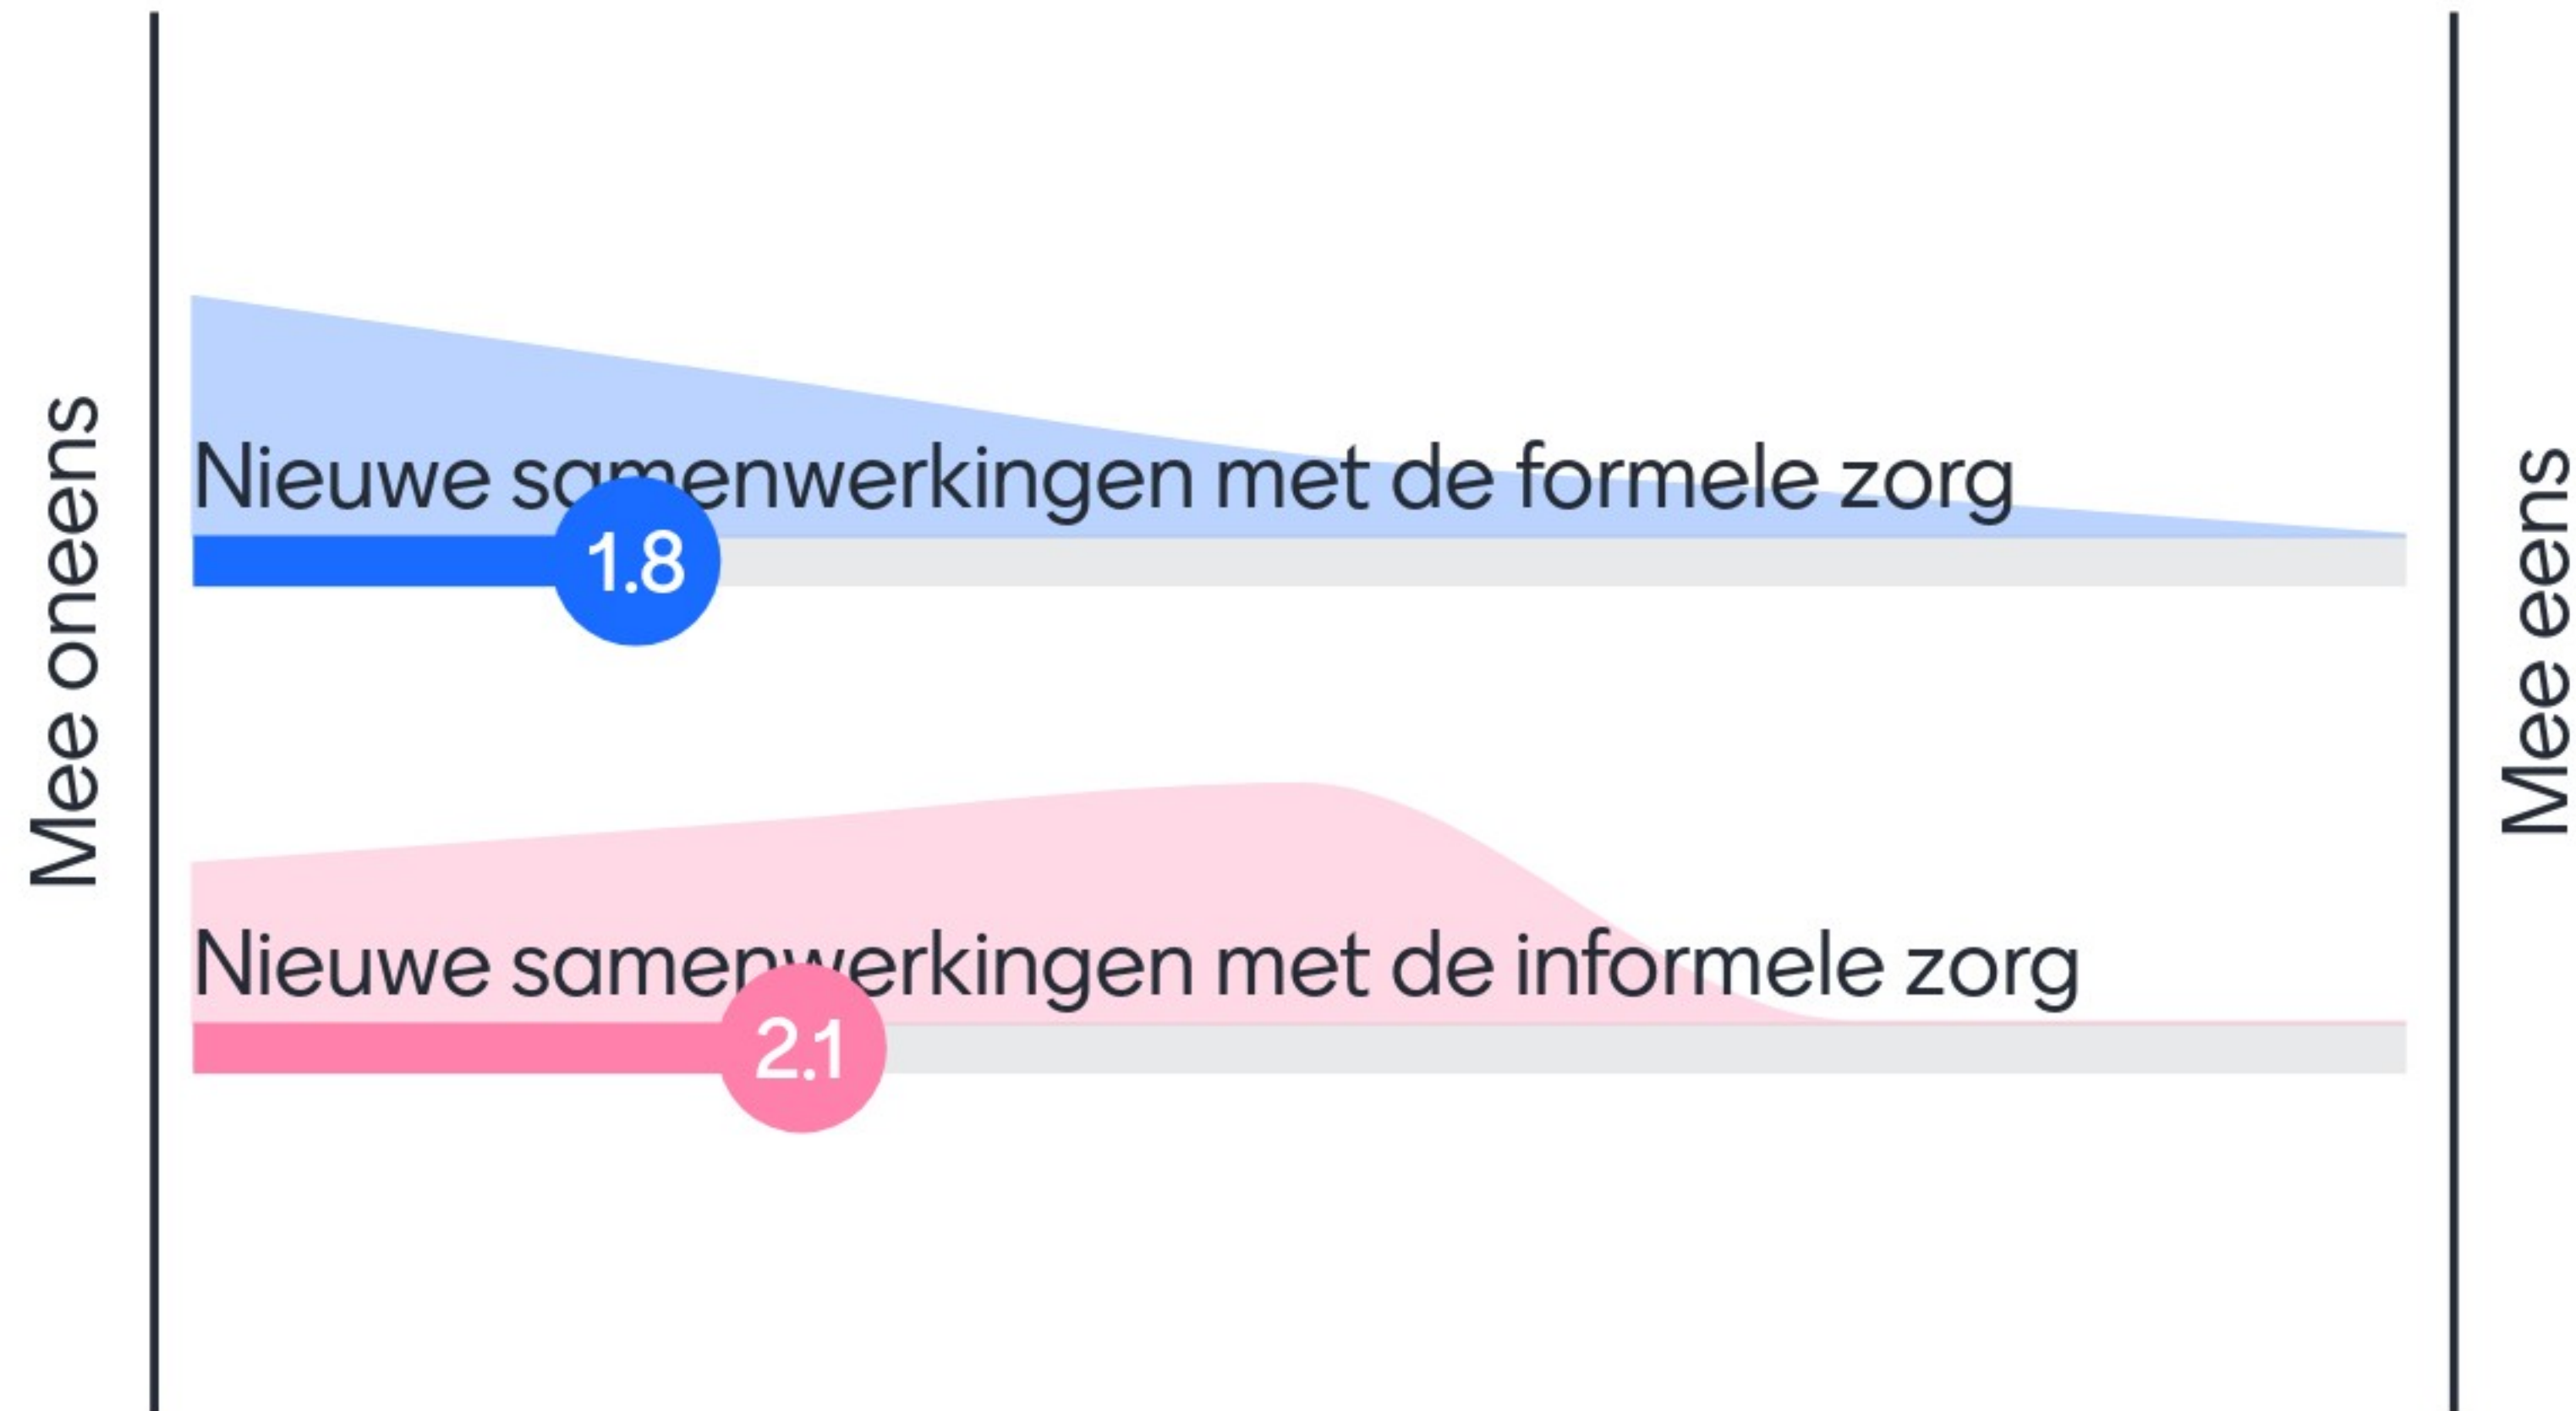 Mee oneens
Nieuwe samenwerkingen met de formele zorg
1.8
Nieuwe samenwerkingen met de informele zorg
2.1
Mee eens